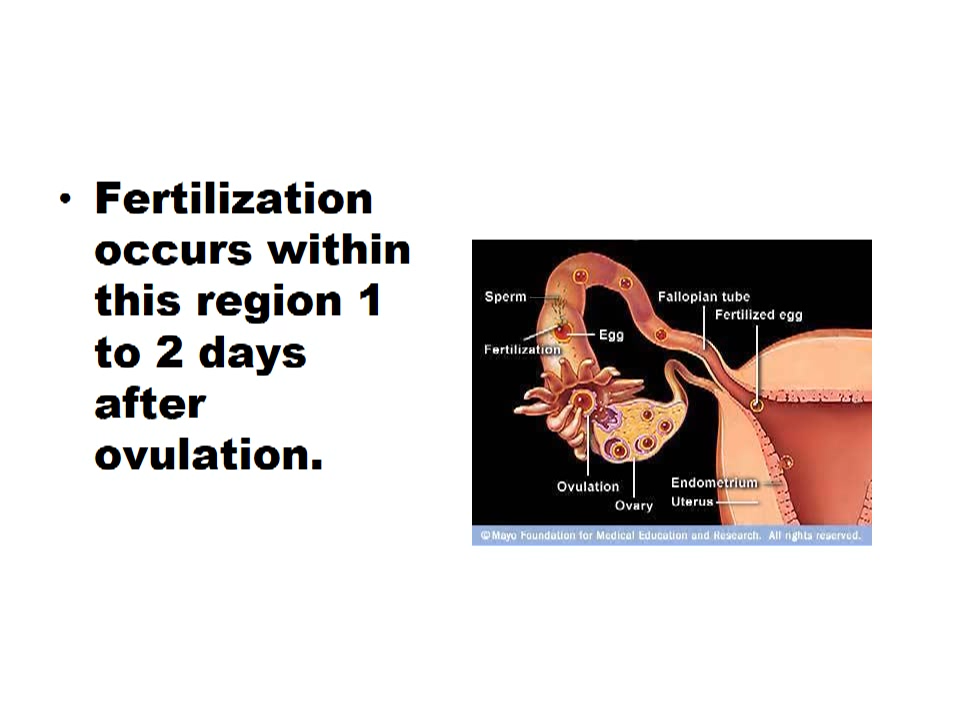 • Fertilization
occurs within
this region 1
to 2 days
after
ovulation.
Sperm
Fallopian tube
Fertilized egg
Egg
Fertilization
Ovulation
Ovary
Endometrium
Uterus
©Mayo Foundation for Medical Education and Research. All rights reserved.